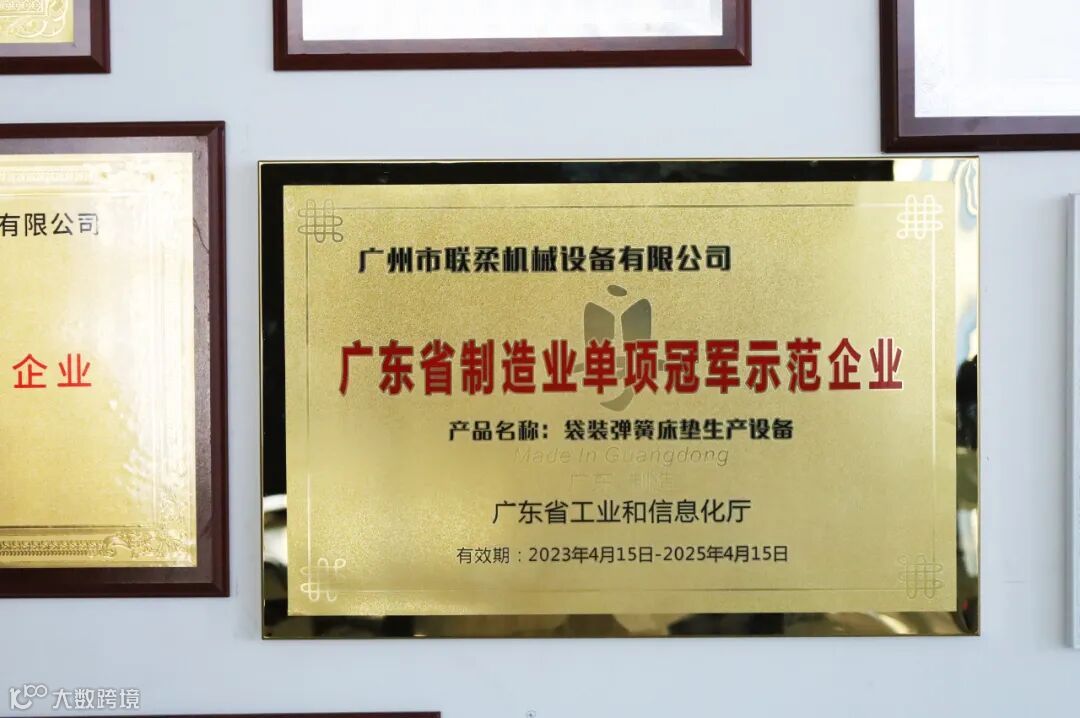 有限公司
企业
广州市联柔机械设备有限公司
广东省制造业单项冠军示范企业
产品名称：袋装弹簧床垫生产设备
Made In Guangdong
广东 制造
广东省工业和信息化厅
有效期：2023年4月15日-2025年4月15日
大数跨境